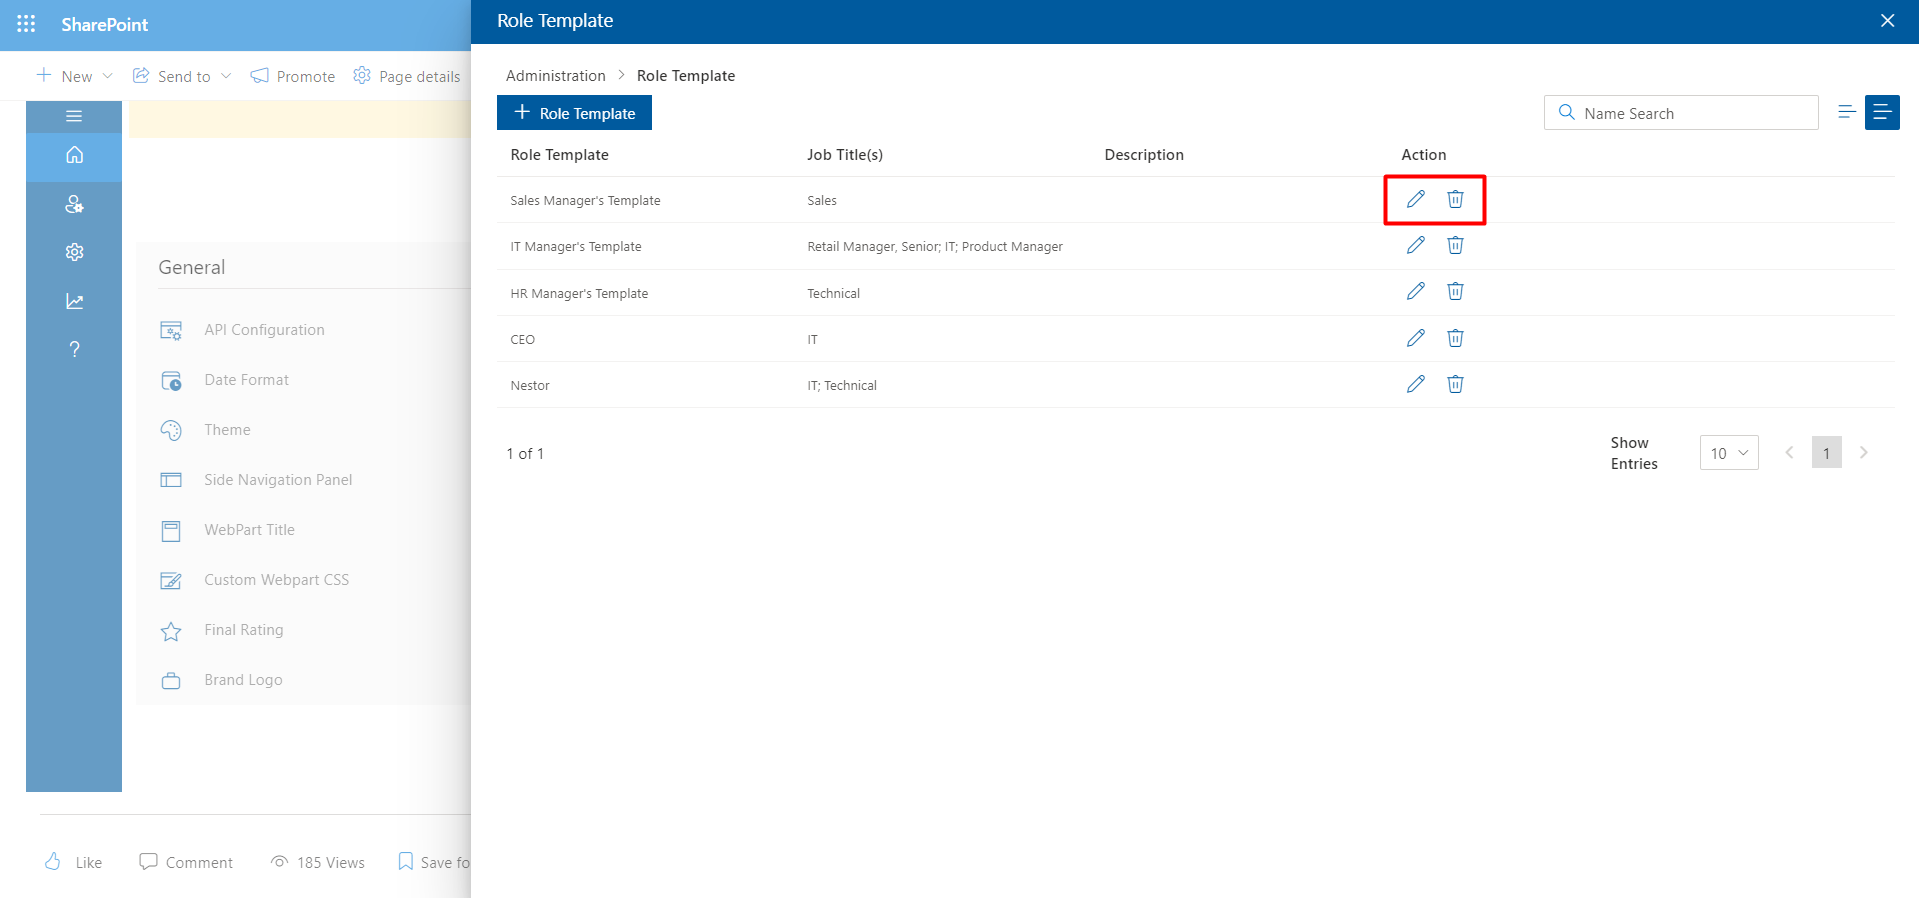 SharePoint
Role Template
New
Send to
Promote
Page details
Administration > Role Template
+ Role Template
Name Search
Role Template Job Title(s) Description Action
Sales Manager's Template Sales
IT Manager's Template Retail Manager, Senior; IT; Product Manager
HR Manager's Template Technical
CEO IT
Nestor IT; Technical
1 of 1
Show
Entries
10
1
General
API Configuration
Date Format
Theme
Side Navigation Panel
WebPart Title
Custom Webpart CSS
Final Rating
Brand Logo
?
Like
Comment
185 Views
Save fo